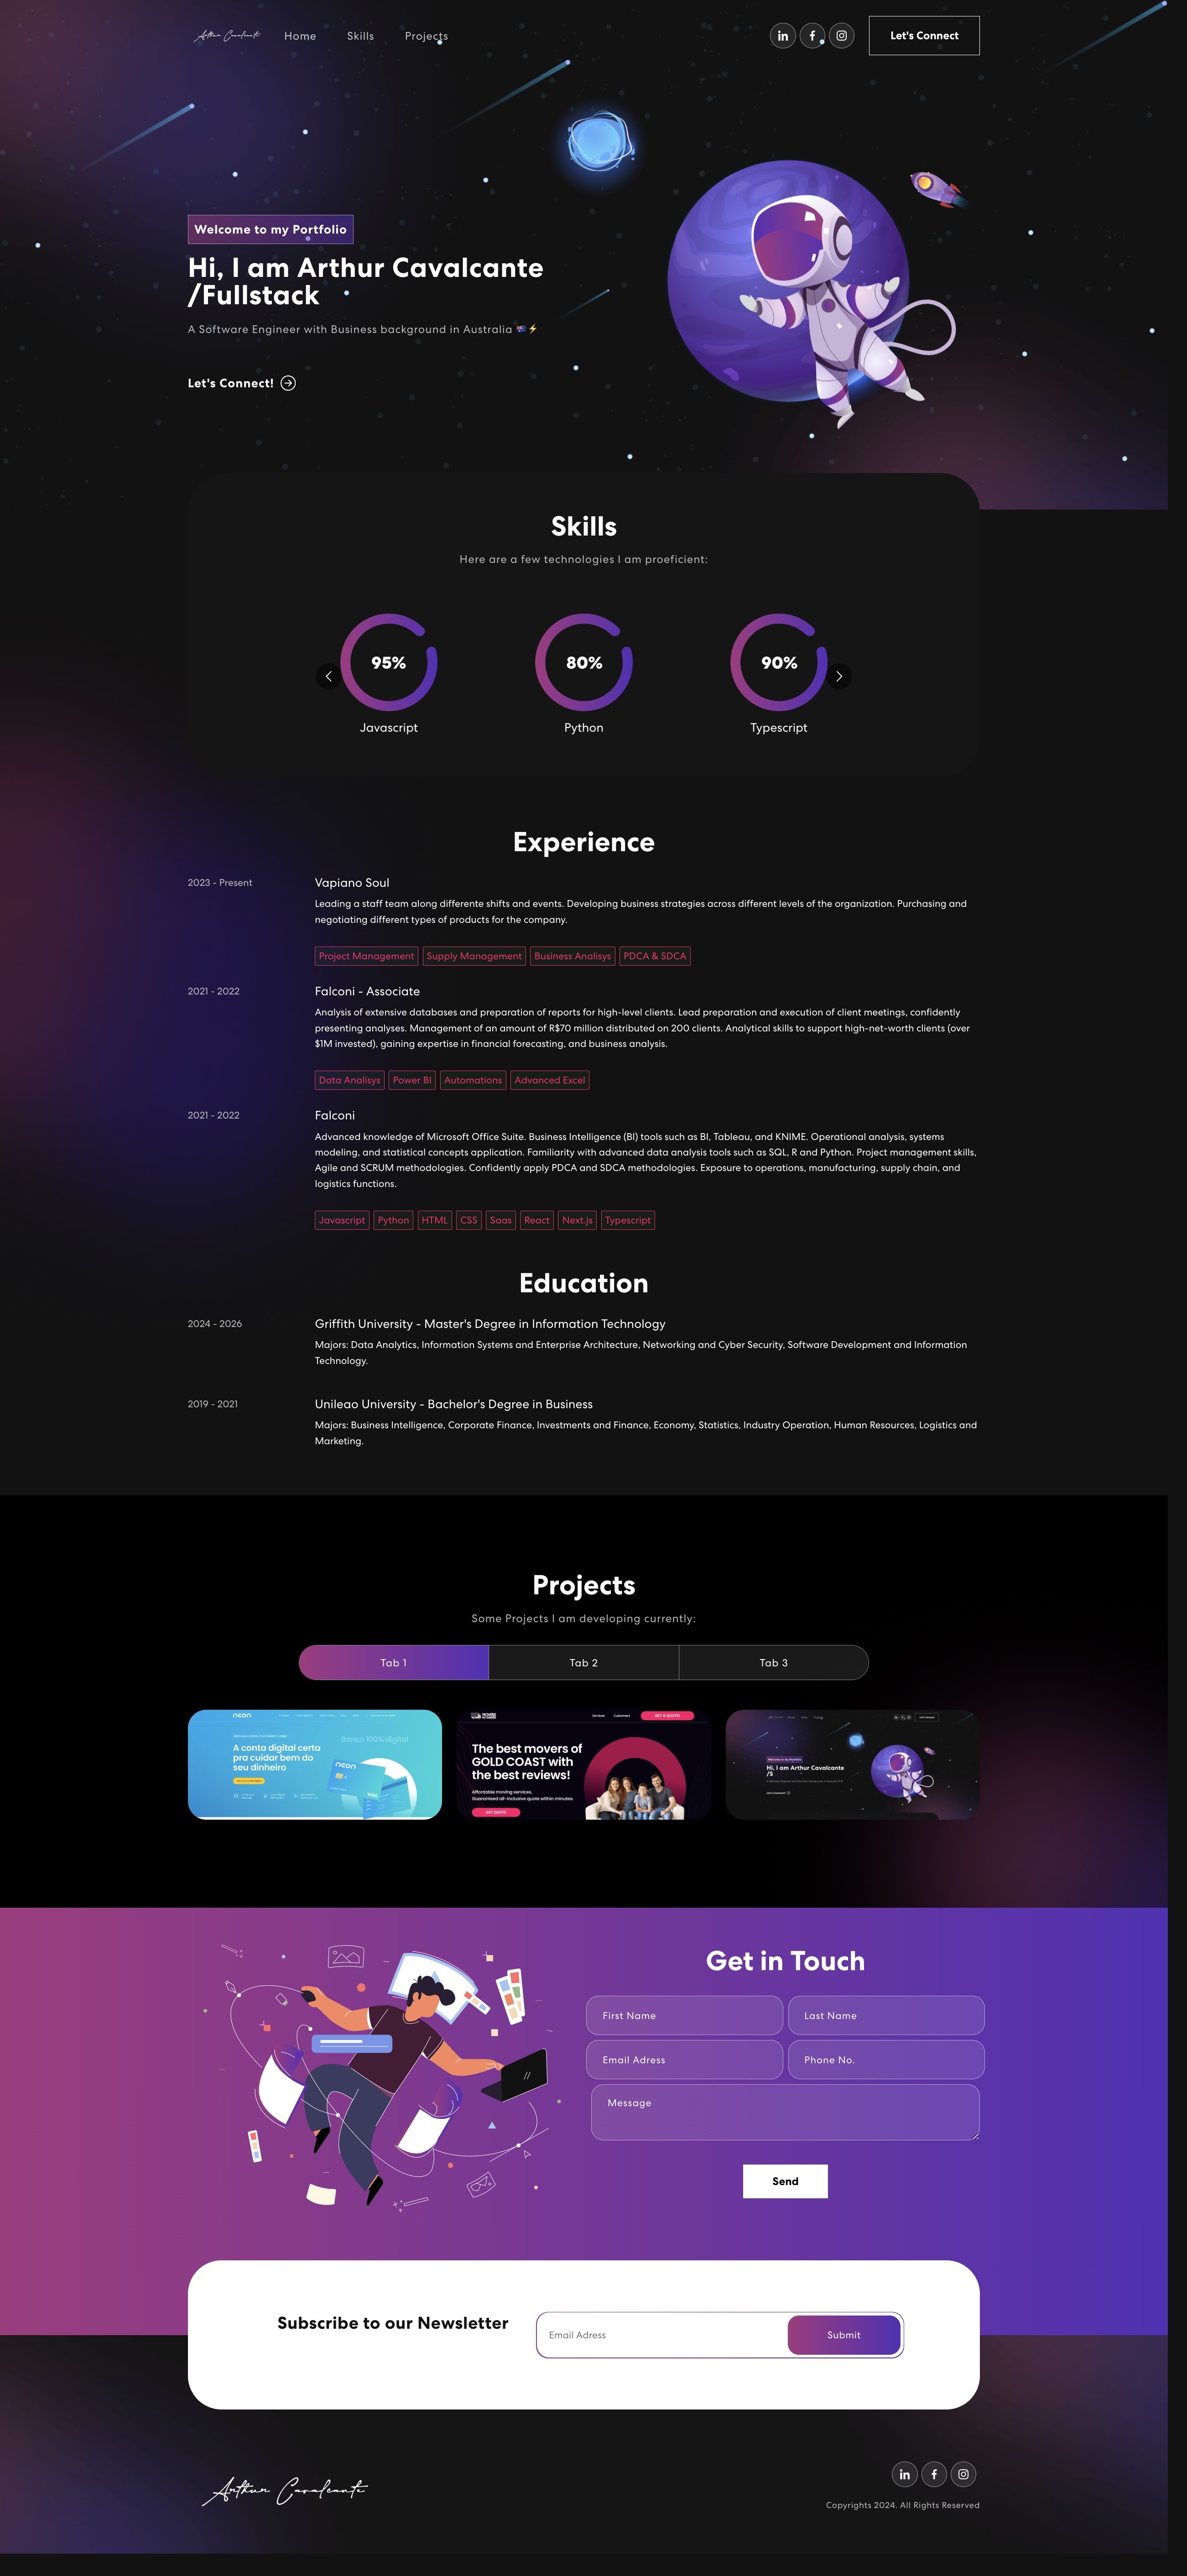 Arthur Cavalcante
Home
Skills
Projects
Let's Connect
Welcome to my Portfolio
Hi, I am Arthur Cavalcante
/Fullstack
A Software Engineer with Business background in Australia 🇦🇺⚡
Let's Connect!
Skills
Here are a few technologies I am proeficient:
95%
80%
90%
Javascript
Python
Typescript
Experience
2023 - Present
Vapiano Soul
Leading a staff team along differente shifts and events. Developing business strategies across different levels of the organization. Purchasing and
negotiating different types of products for the company.
Project Management
Supply Management
Business Analisys
PDCA & SDCA
2021 - 2022
Falconi - Associate
Analysis of extensive databases and preparation of reports for high-level clients. Lead preparation and execution of client meetings, confidently
presenting analyses. Management of an amount of R$70 million distributed on 200 clients. Analytical skills to support high-net-worth clients (over
$1M invested), gaining expertise in financial forecasting, and business analysis.
Data Analisys
Power BI
Automations
Advanced Excel
2021 - 2022
Falconi
Advanced knowledge of Microsoft Office Suite. Business Intelligence (BI) tools such as BI, Tableau, and KNIME. Operational analysis, systems
modeling, and statistical concepts application. Familiarity with advanced data analysis tools such as SQL, R and Python. Project management skills,
Agile and SCRUM methodologies. Confidently apply PDCA and SDCA methodologies. Exposure to operations, manufacturing, supply chain, and
logistics functions.
Javascript
Python
HTML
CSS
Saas
React
Next.js
Typescript
Education
2024 - 2026
Griffith University - Master's Degree in Information Technology
Majors: Data Analytics, Information Systems and Enterprise Architecture, Networking and Cyber Security, Software Development and Information
Technology.
2019 - 2021
Unileao University - Bachelor's Degree in Business
Majors: Business Intelligence, Corporate Finance, Investments and Finance, Economy, Statistics, Industry Operation, Human Resources, Logistics and
Marketing.
Projects
Some Projects I am developing currently:
Tab 1
Tab 2
Tab 3
neon
Banco 100% digital
A conta digital certa
pra cuidar bem do
seu dinheiro
neon
VISA
Services
Customers
GET A QUOTE!
The best movers of
GOLD COAST with
the best reviews!
Affordable moving services.
Guaranteed all-inclusive quote within minutes.
GET QUOTE
Welcome to my Portfolio
Hi, I am Arthur Cavalcante
/S
Get in Touch
First Name
Last Name
Email Adress
Phone No.
Message
//
Send
Subscribe to our Newsletter
Email Adress
Submit
Arthur Cavalcante
Copyrights 2024. All Rights Reserved